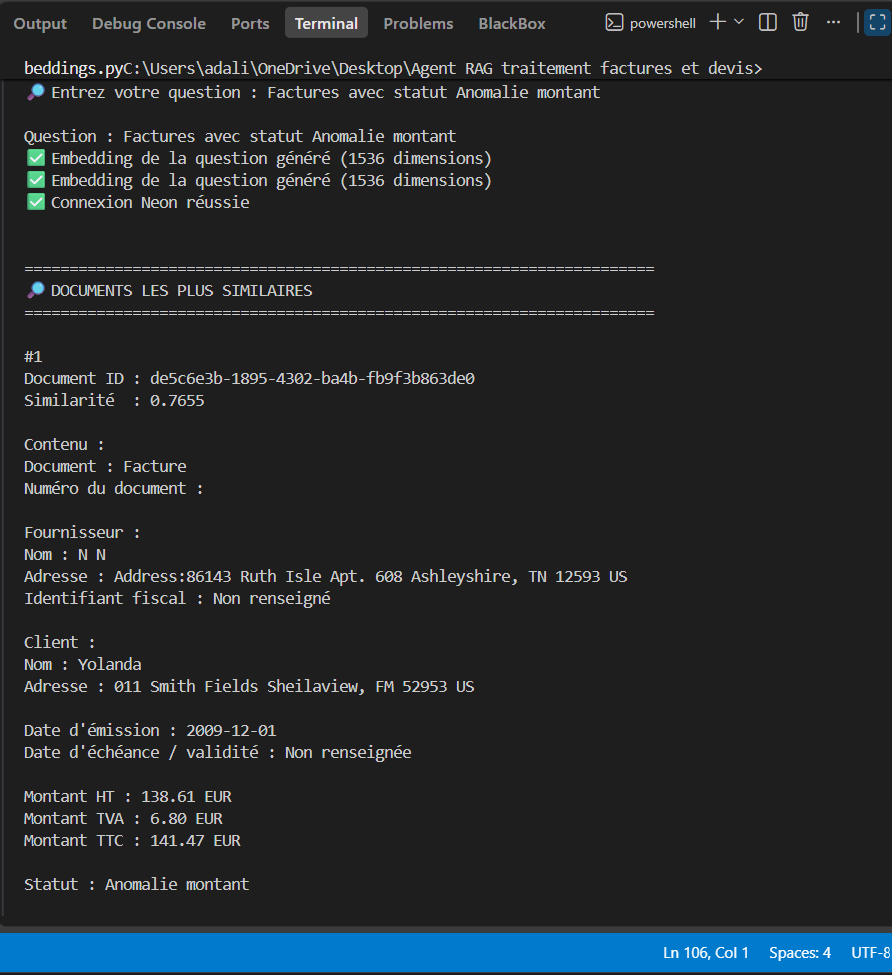 Output Debug Console Ports Terminal Problems BlackBox powershell
beddings.pyC:\Users\adali\OneDrive\Desktop\Agent RAG traitement factures et devis>
Entrez votre question : Factures avec statut Anomalie montant
Question : Factures avec statut Anomalie montant
Embedding de la question généré (1536 dimensions)
Embedding de la question généré (1536 dimensions)
Connexion Neon réussie
======================================================================
DOCUMENTS LES PLUS SIMILAIRES
======================================================================
#1
Document ID : de5c6e3b-1895-4302-ba4b-fb9f3b863de0
Similarité  : 0.7655
Contenu :
Document : Facture
Numéro du document :
Fournisseur :
Nom : N N
Adresse : Address:86143 Ruth Isle Apt. 608 Ashleyshire, TN 12593 US
Identifiant fiscal : Non renseigné
Client :
Nom : Yolanda
Adresse : 011 Smith Fields Sheilaview, FM 52953 US
Date d'émission : 2009-12-01
Date d'échéance / validité : Non renseignée
Montant HT : 138.61 EUR
Montant TVA : 6.80 EUR
Montant TTC : 141.47 EUR
Statut : Anomalie montant
Ln 106, Col 1 Spaces: 4 UTF-8